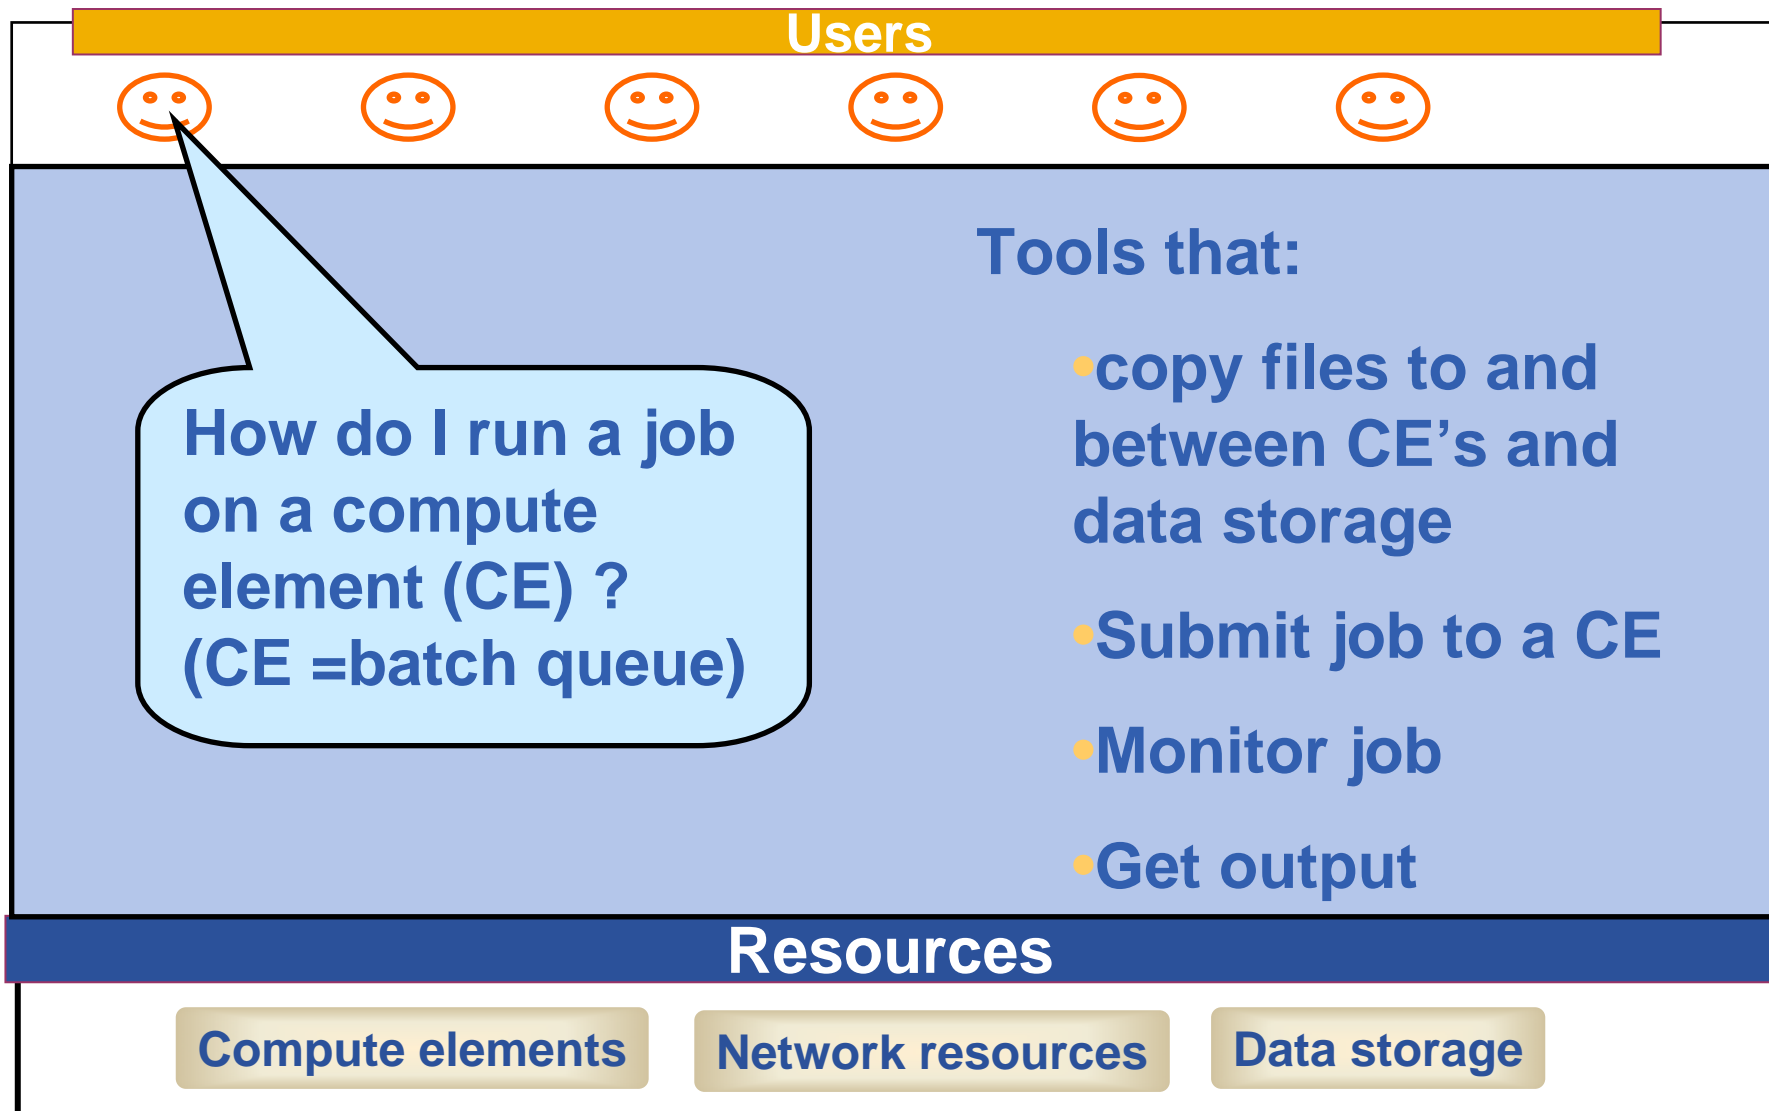 Users
How do I run a job
on a compute
element (CE) ?
(CE =batch queue)
Tools that:
•copy files to and
between CE’s and
data storage
•Submit job to a CE
•Monitor job
•Get output
Resources
Compute elements
Network resources
Data storage